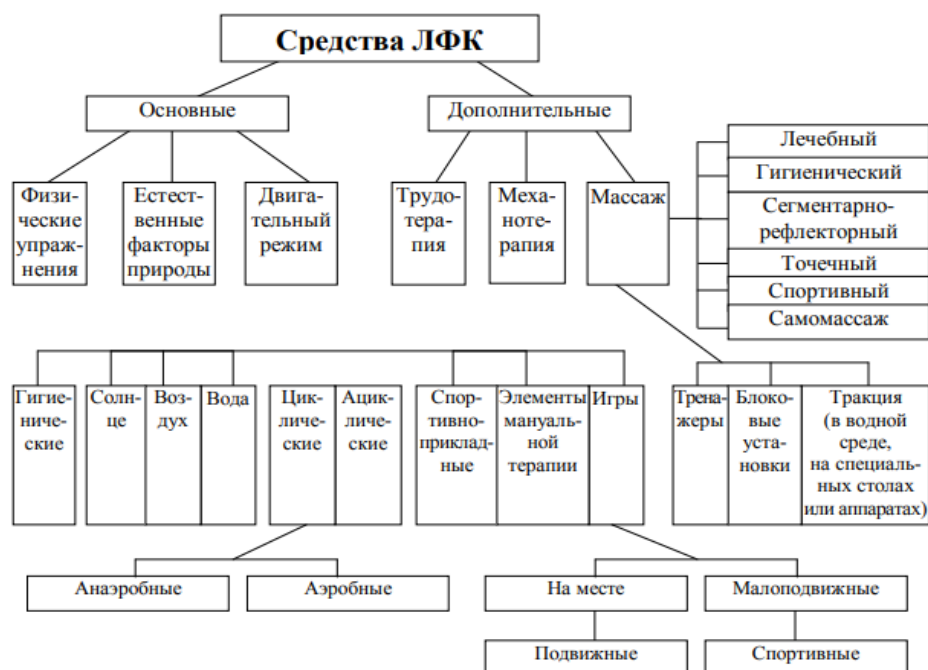 Средства ЛФК
Основные
Дополнительные
Лечебный
Гигиенический
Сегментарно-
рефлекторный
Точечный
Спортивный
Самомассаж
Физи-
ческие
упраж-
нения
Естест-
венные
факторы
природы
Двига-
тельный
режим
Трудо-
тера-
пия
Меха-
ноте-
рапия
Массаж
Гигие-
ниче-
ские
Солн-
це
Воз-
дух
Вода
Цик-
личе-
ские
Ацик-
личе-
ские
Спор-
тивно-
приклад-
ные
Элементы
мануаль-
ной
терапии
Игры
Трена-
жеры
Блоко-
вые
уста-
новки
Тракция
(в водной
среде,
на специаль-
ных столах
или аппаратах)
Анаэробные
Аэробные
На месте
Малоподвижные
Подвижные
Спортивные